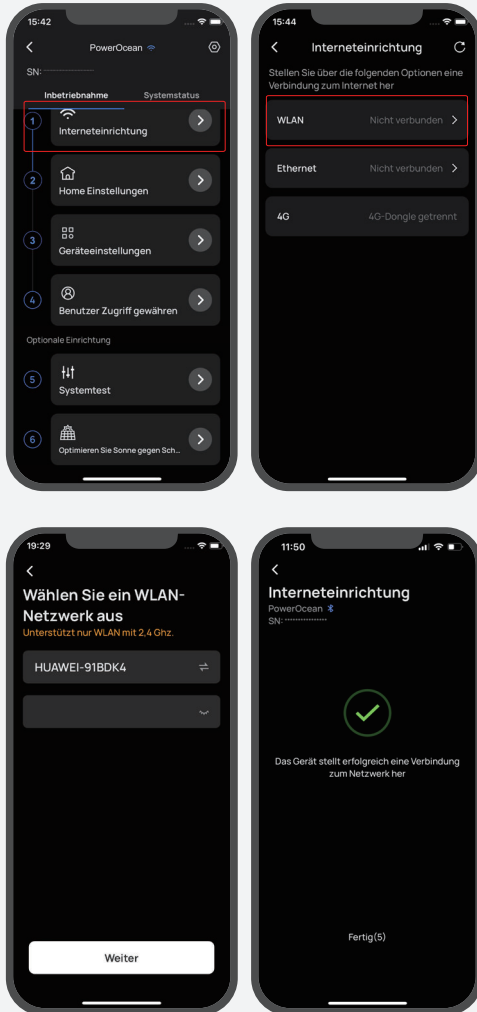 15:42
PowerOcean
SN:
Inbetriebnahme Systemstatus
1 Interneteinrichtung
2 Home Einstellungen
3 Geräteeinstellungen
4 Benutzer Zugriff gewähren
Optionale Einrichtung
5 Systemtest
6 Optimieren Sie Sonne gegen Sch...
15:44
Interneteinrichtung
Stellen Sie über die folgenden Optionen eine
Verbindung zum Internet her
WLAN Nicht verbunden
Ethernet Nicht verbunden
4G 4G-Dongle getrennt
19:29
Wählen Sie ein WLAN-
Netzwerk aus
Unterstützt nur WLAN mit 2,4 Ghz.
HUAWEI-91BDK4
Weiter
11:50
Interneteinrichtung
PowerOcean
SN: ****************
Das Gerät stellt erfolgreich eine Verbindung
zum Netzwerk her
Fertig(5)